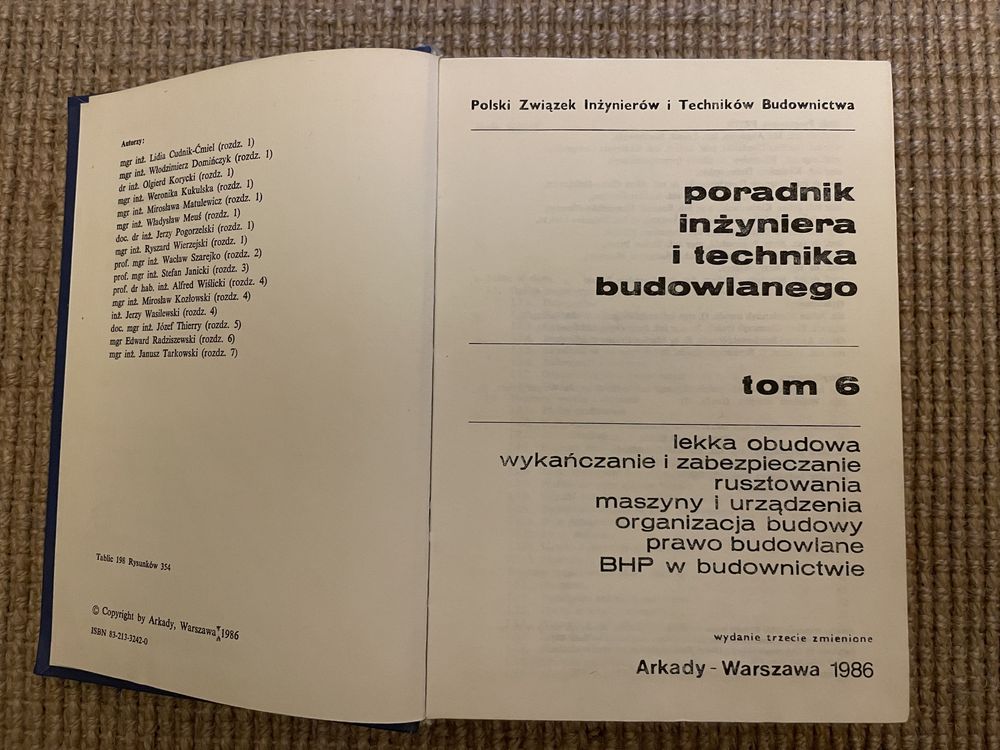 Autorzy:
mgr inż. Lidia Cudnik-Ćmiel (rozdz. 1)
mgr inż. Włodzimierz Domińczyk (rozdz. 1)
dr inż. Olgierd Korycki (rozdz. 1)
mgr inż. Weronika Kukulska (rozdz. 1)
mgr inż. Mirosława Matulewicz (rozdz. 1)
mgr inż. Władysław Meuś (rozdz. 1)
doc. dr inż. Jerzy Pogorzelski (rozdz. 1)
mgr inż. Ryszard Wierzejski (rozdz. 1)
prof. mgr inż. Wacław Szarejko (rozdz. 2)
prof. mgr inż. Stefan Janicki (rozdz. 3)
prof. dr hab. inż. Alfred Wiślicki (rozdz. 4)
mgr inż. Mirosław Kozłowski (rozdz. 4)
inż. Jerzy Wasilewski (rozdz. 4)
doc. mgr inż. Józef Thierry (rozdz. 5)
mgr Edward Radziszewski (rozdz. 6)
mgr inż. Janusz Tarkowski (rozdz. 7)
Tablic 198 Rysunków 354
© Copyright by Arkady, Warszawa 1986
ISBN 83-213-3242-0
Polski Związek Inżynierów i Techników Budownictwa
poradnik
inżyniera
i technika
budowlanego
tom 6
lekka obudowa
wykańczanie i zabezpieczanie
rusztowania
maszyny i urządzenia
organizacja budowy
prawo budowlane
BHP w budownictwie
wydanie trzecie zmienione
Arkady - Warszawa 1986